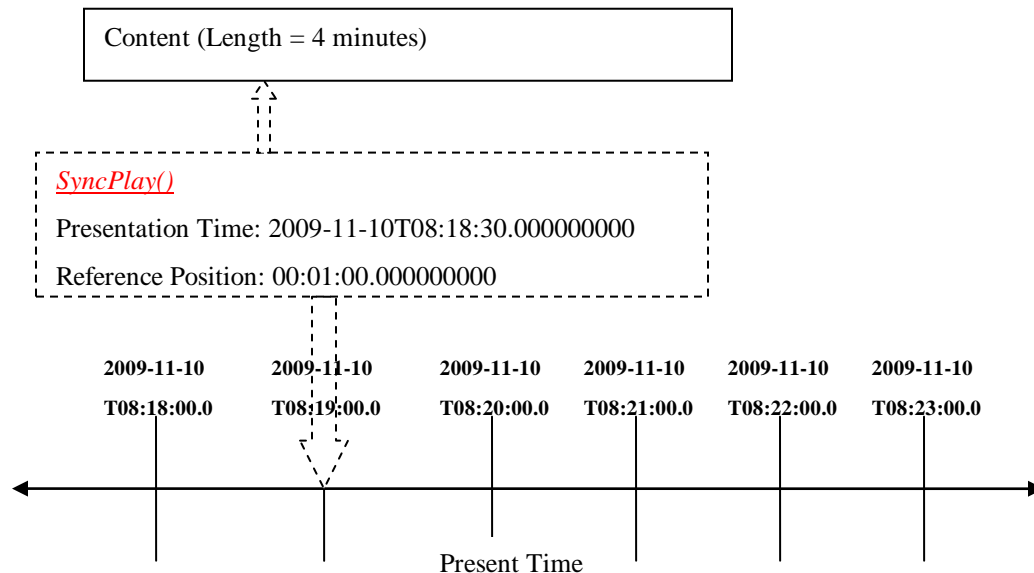 Content (Length = 4 minutes)
SyncPlay()
Presentation Time: 2009-11-10T08:18:30.000000000
Reference Position: 00:01:00.000000000
2009-11-10 2009-11-10 2009-11-10 2009-11-10 2009-11-10 2009-11-10
T08:18:00.0 T08:19:00.0 T08:20:00.0 T08:21:00.0 T08:22:00.0 T08:23:00.0
Present Time